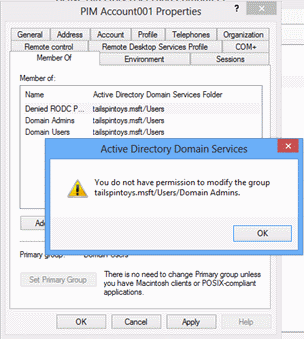 PIM Account001 Properties
? X
General Address Account Profile Telephones Organization
Remote control Remote Desktop Services Profile COM+
Member Of Environment Sessions
Member of:
Name Active Directory Domain Services Folder
Denied RODC P... tailspintoys.msft/Users
Domain Admins tailspintoys.msft/Users
Domain Users tailspintoys.msft/Users
Active Directory Domain Services
You do not have permission to modify the group
tailspintoys.msft/Users/Domain Admins.
OK
Primary group:
Set Primary Group
There is no need to change Primary group unless
you have Macintosh clients or POSIX-compliant
applications.
OK Cancel Apply Help